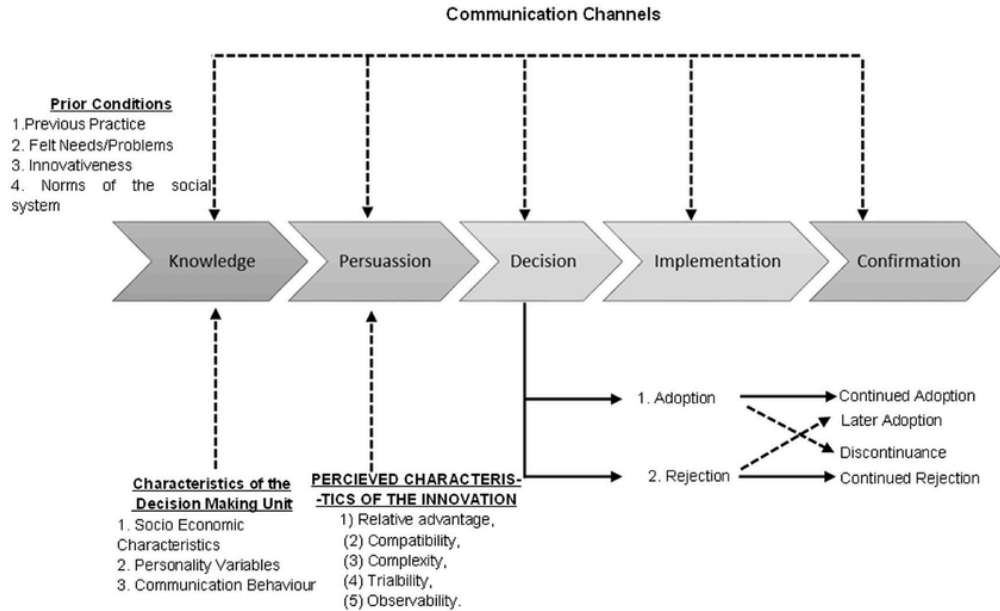 Communication Channels
Prior Conditions
1.Previous Practice
2. Felt Needs/Problems
3. Innovativeness
4. Norms of the social
system
Knowledge
Persuassion
Decision
Implementation
Confirmation
1. Adoption
Continued Adoption
Later Adoption
Discontinuance
2. Rejection
Continued Rejection
Characteristics of the
Decision Making Unit
1. Socio Economic
Characteristics
2. Personality Variables
3. Communication Behaviour
PERCIEVED CHARACTERIS-
-TICS OF THE INNOVATION
1) Relative advantage,
(2) Compatibility,
(3) Complexity,
(4) Trialbility,
(5) Observability.